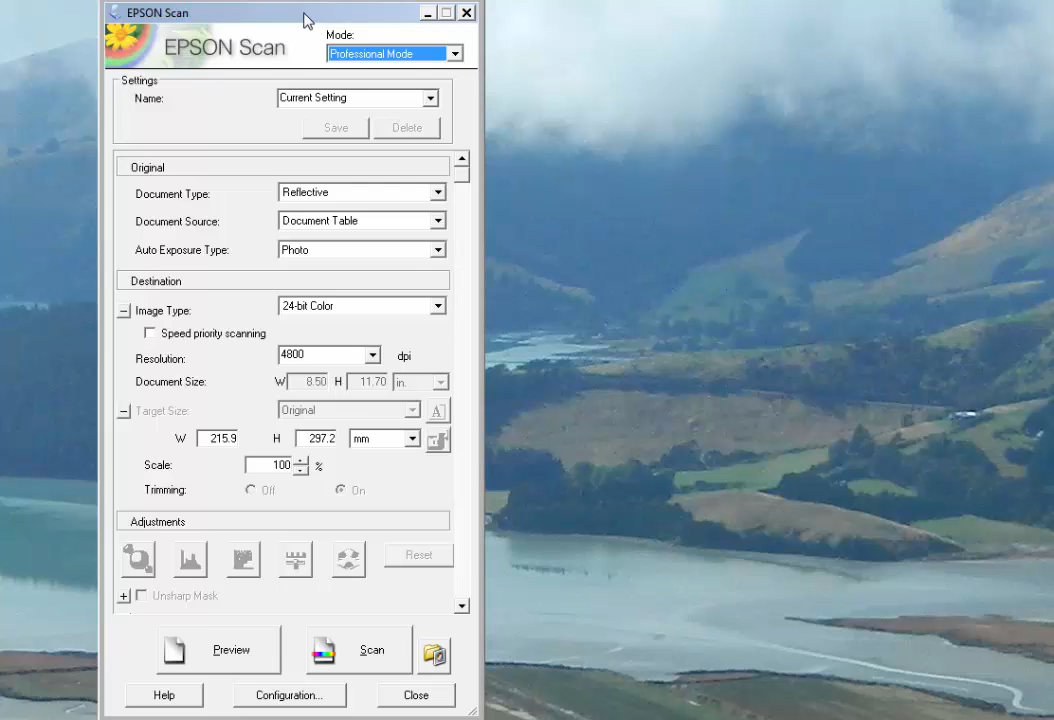 EPSON Scan
EPSON Scan
Mode:
Professional Mode
Settings
Name: Current Setting
Save Delete
Original
Document Type: Reflective
Document Source: Document Table
Auto Exposure Type: Photo
Destination
Image Type: 24-bit Color
Speed priority scanning
Resolution: 4800 dpi
Document Size: W 8.50 H 11.70 in.
Target Size: Original A
W 215.9 H 297.2 mm
Scale: 100 %
Trimming: Off On
Adjustments
Reset
Unsharp Mask
Preview Scan
Help Configuration... Close